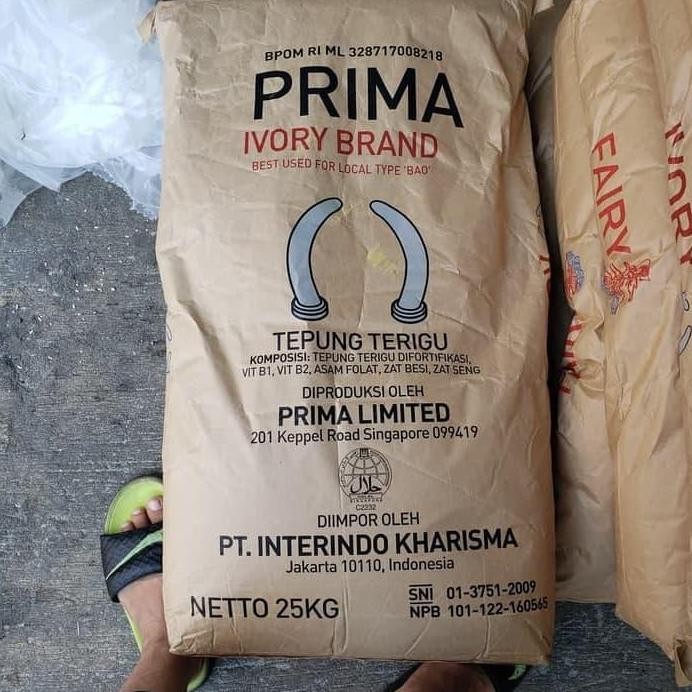 BPOM RI ML 328717008218
PRIMA
IVORY BRAND
BEST USED FOR LOCAL TYPE 'BAO'
TEPUNG TERIGU
KOMPOSISI: TEPUNG TERIGU DIFORTIFIKASI,
VIT B1, VIT B2, ASAM FOLAT, ZAT BESI, ZAT SENG
DIPRODUKSI OLEH
PRIMA LIMITED
201 Keppel Road Singapore 099419
حلال
SINGAPORE
C2232
DIIMPOR OLEH
PT. INTERINDO KHARISMA
Jakarta 10110, Indonesia
NETTO 25KG
SNI 01-3751-2009
NPB 101-122-160565
FAIRY
IVORY